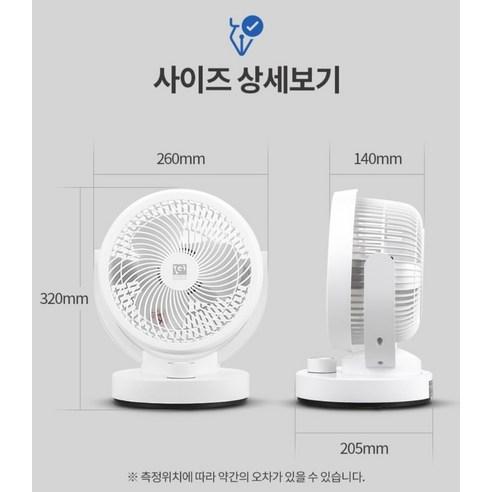 사이즈 상세보기
260mm
140mm
320mm
205mm
※ 측정위치에 따라 약간의 오차가 있을 수 있습니다.